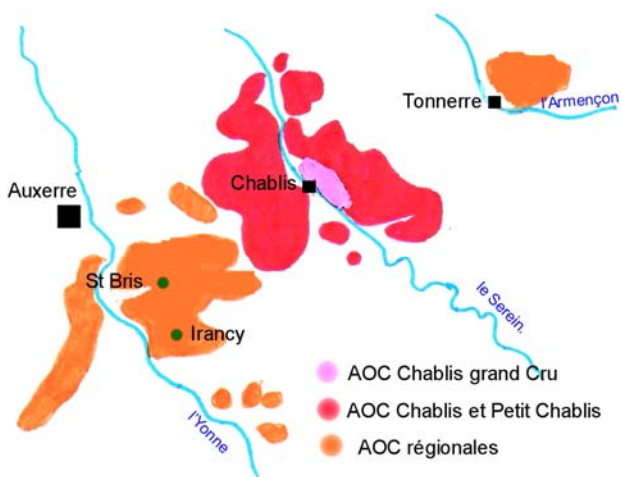 Tonnerre
l'Armençon
Chablis
Auxerre
St Bris
Irancy
le Serein.
l'Yonne
AOC Chablis grand Cru
AOC Chablis et Petit Chablis
AOC régionales